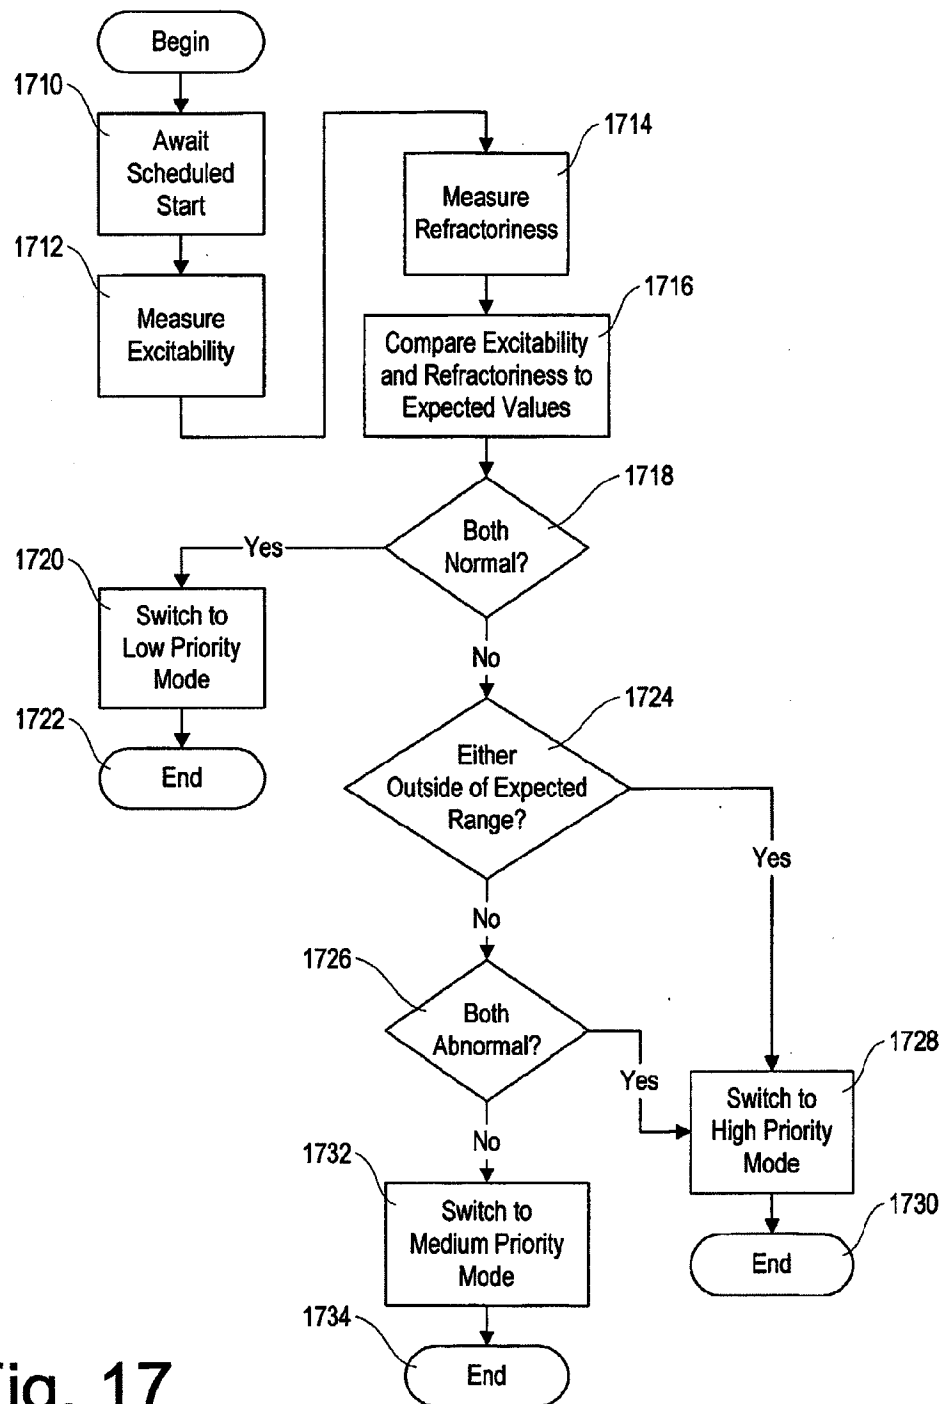 Begin
1710
Await
Scheduled
Start
1712
Measure
Excitability
1714
Measure
Refractoriness
1716
Compare Excitability
and Refractoriness to
Expected Values
1718
Both
Normal?
Yes
1720
Switch to
Low Priority
Mode
1722
End
No
1724
Either
Outside of Expected
Range?
Yes
No
1726
Both
Abnormal?
Yes
1728
Switch to
High Priority
Mode
1730
End
No
1732
Switch to
Medium Priority
Mode
1734
End
ig. 17